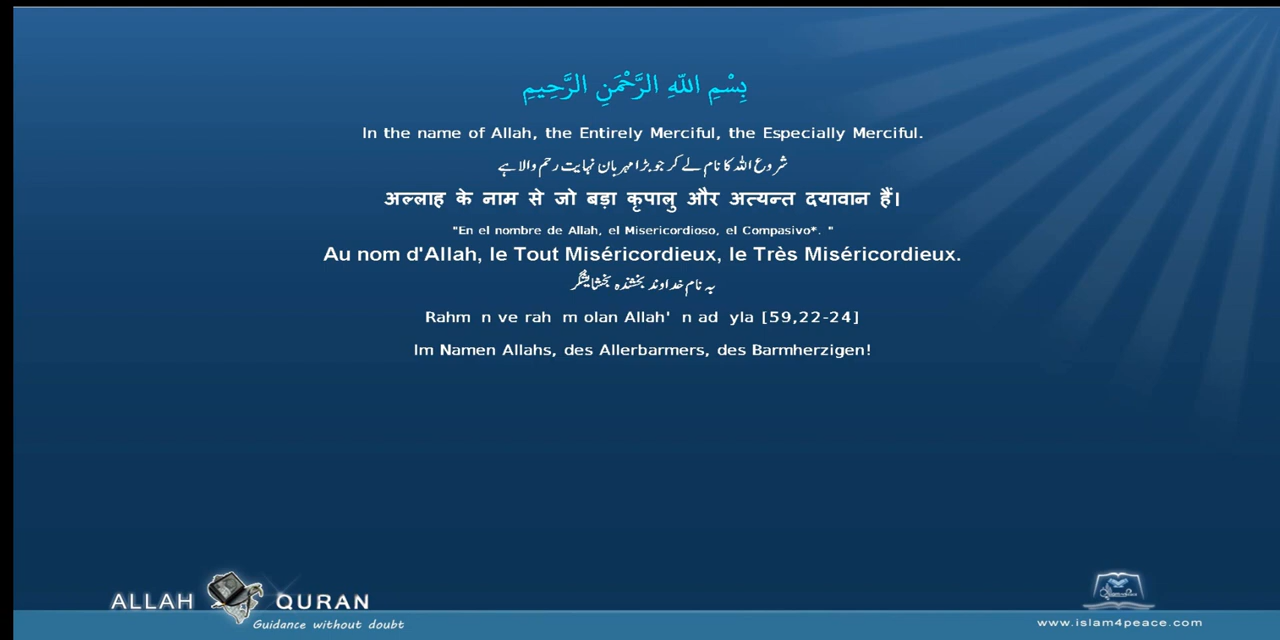 بِسْمِ اللّٰهِ الرَّحْمَنِ الرَّحِيمِ
In the name of Allah, the Entirely Merciful, the Especially Merciful.
شروع اللہ کا نام لے کر جو بڑا مہربان نہایت رحم والا ہے
अल्लाह के नाम से जो बड़ा कृपालु और अत्यन्त दयावान हैं।
"En el nombre de Allah, el Misericordioso, el Compasivo*. "
Au nom d'Allah, le Tout Miséricordieux, le Très Miséricordieux.
به نام خداوند بخشنده بخشایشگر
Rahm n ve rah m olan Allah' n ad yla [59,22-24]
Im Namen Allahs, des Allerbarmers, des Barmherzigen!
ALLAH QURAN
Guidance without doubt
www.islam4peace.com